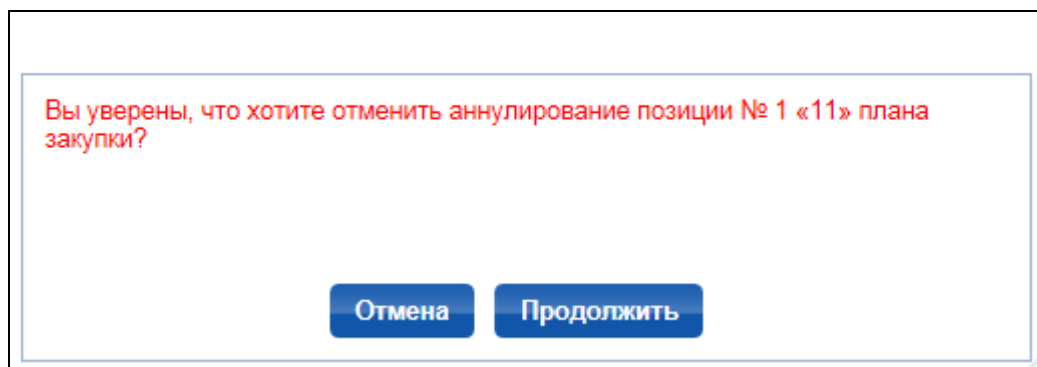 Вы уверены, что хотите отменить аннулирование позиции № 1 «11» плана
закупки?
Отмена Продолжить